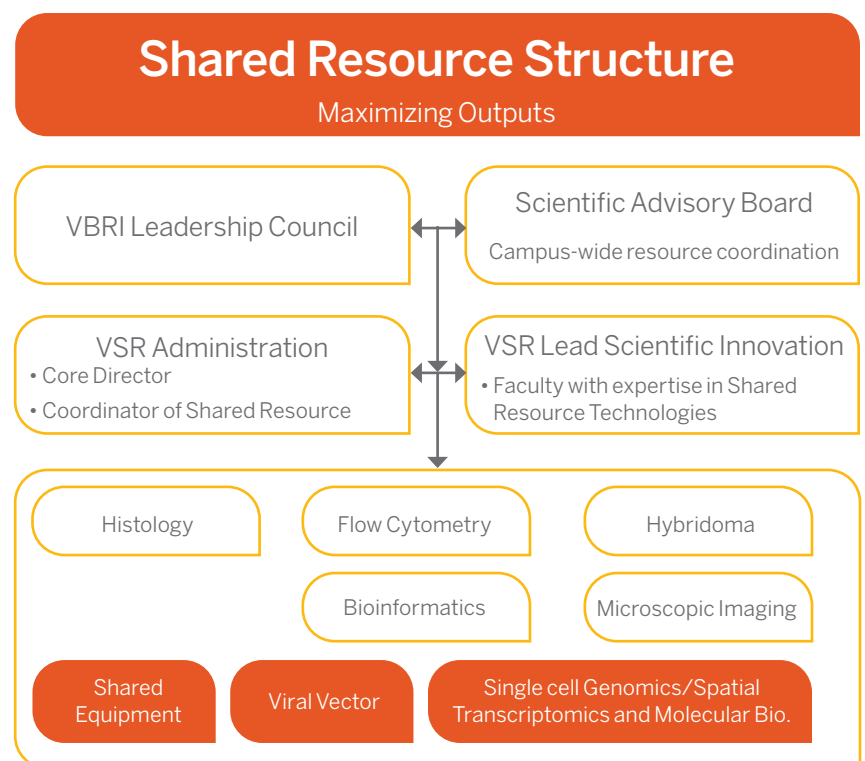 Shared Resource Structure
Maximizing Outputs
VBRI Leadership Council
Scientific Advisory Board
Campus-wide resource coordination
VSR Administration
• Core Director
• Coordinator of Shared Resource
VSR Lead Scientific Innovation
• Faculty with expertise in Shared
Resource Technologies
Histology
Flow Cytometry
Hybridoma
Bioinformatics
Microscopic Imaging
Shared
Equipment
Viral Vector
Single cell Genomics/Spatial
Transcriptomics and Molecular Bio.